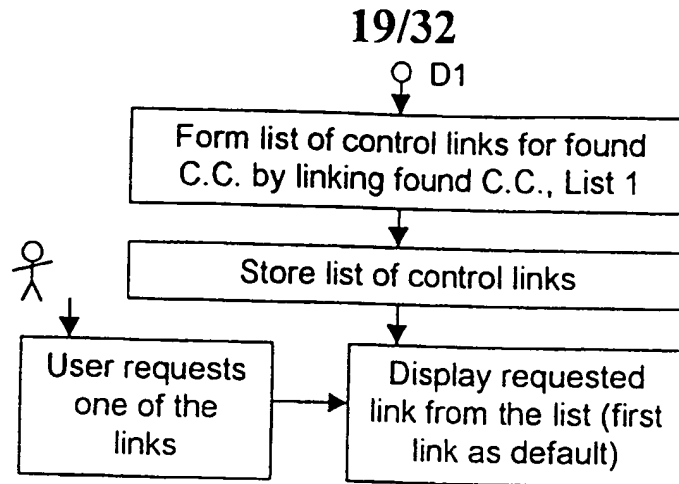 19/32
D1
Form list of control links for found
C.C. by linking found C.C., List 1
Store list of control links
User requests
one of the
links
Display requested
link from the list (first
link as default)